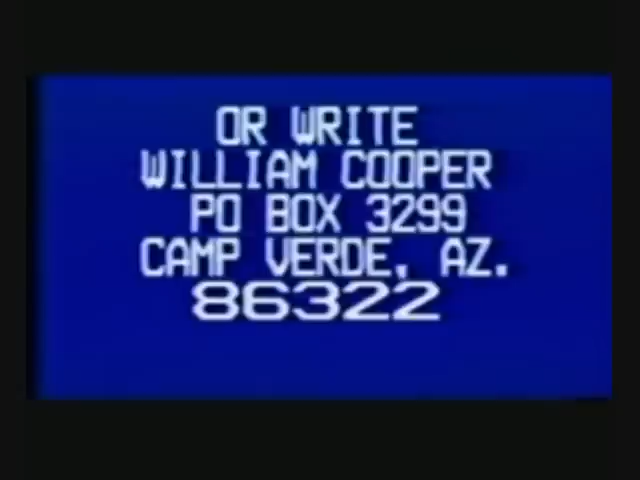 OR WRITE
WILLIAM COOPER
PO BOX 3299
CAMP VERDE, AZ.
86322